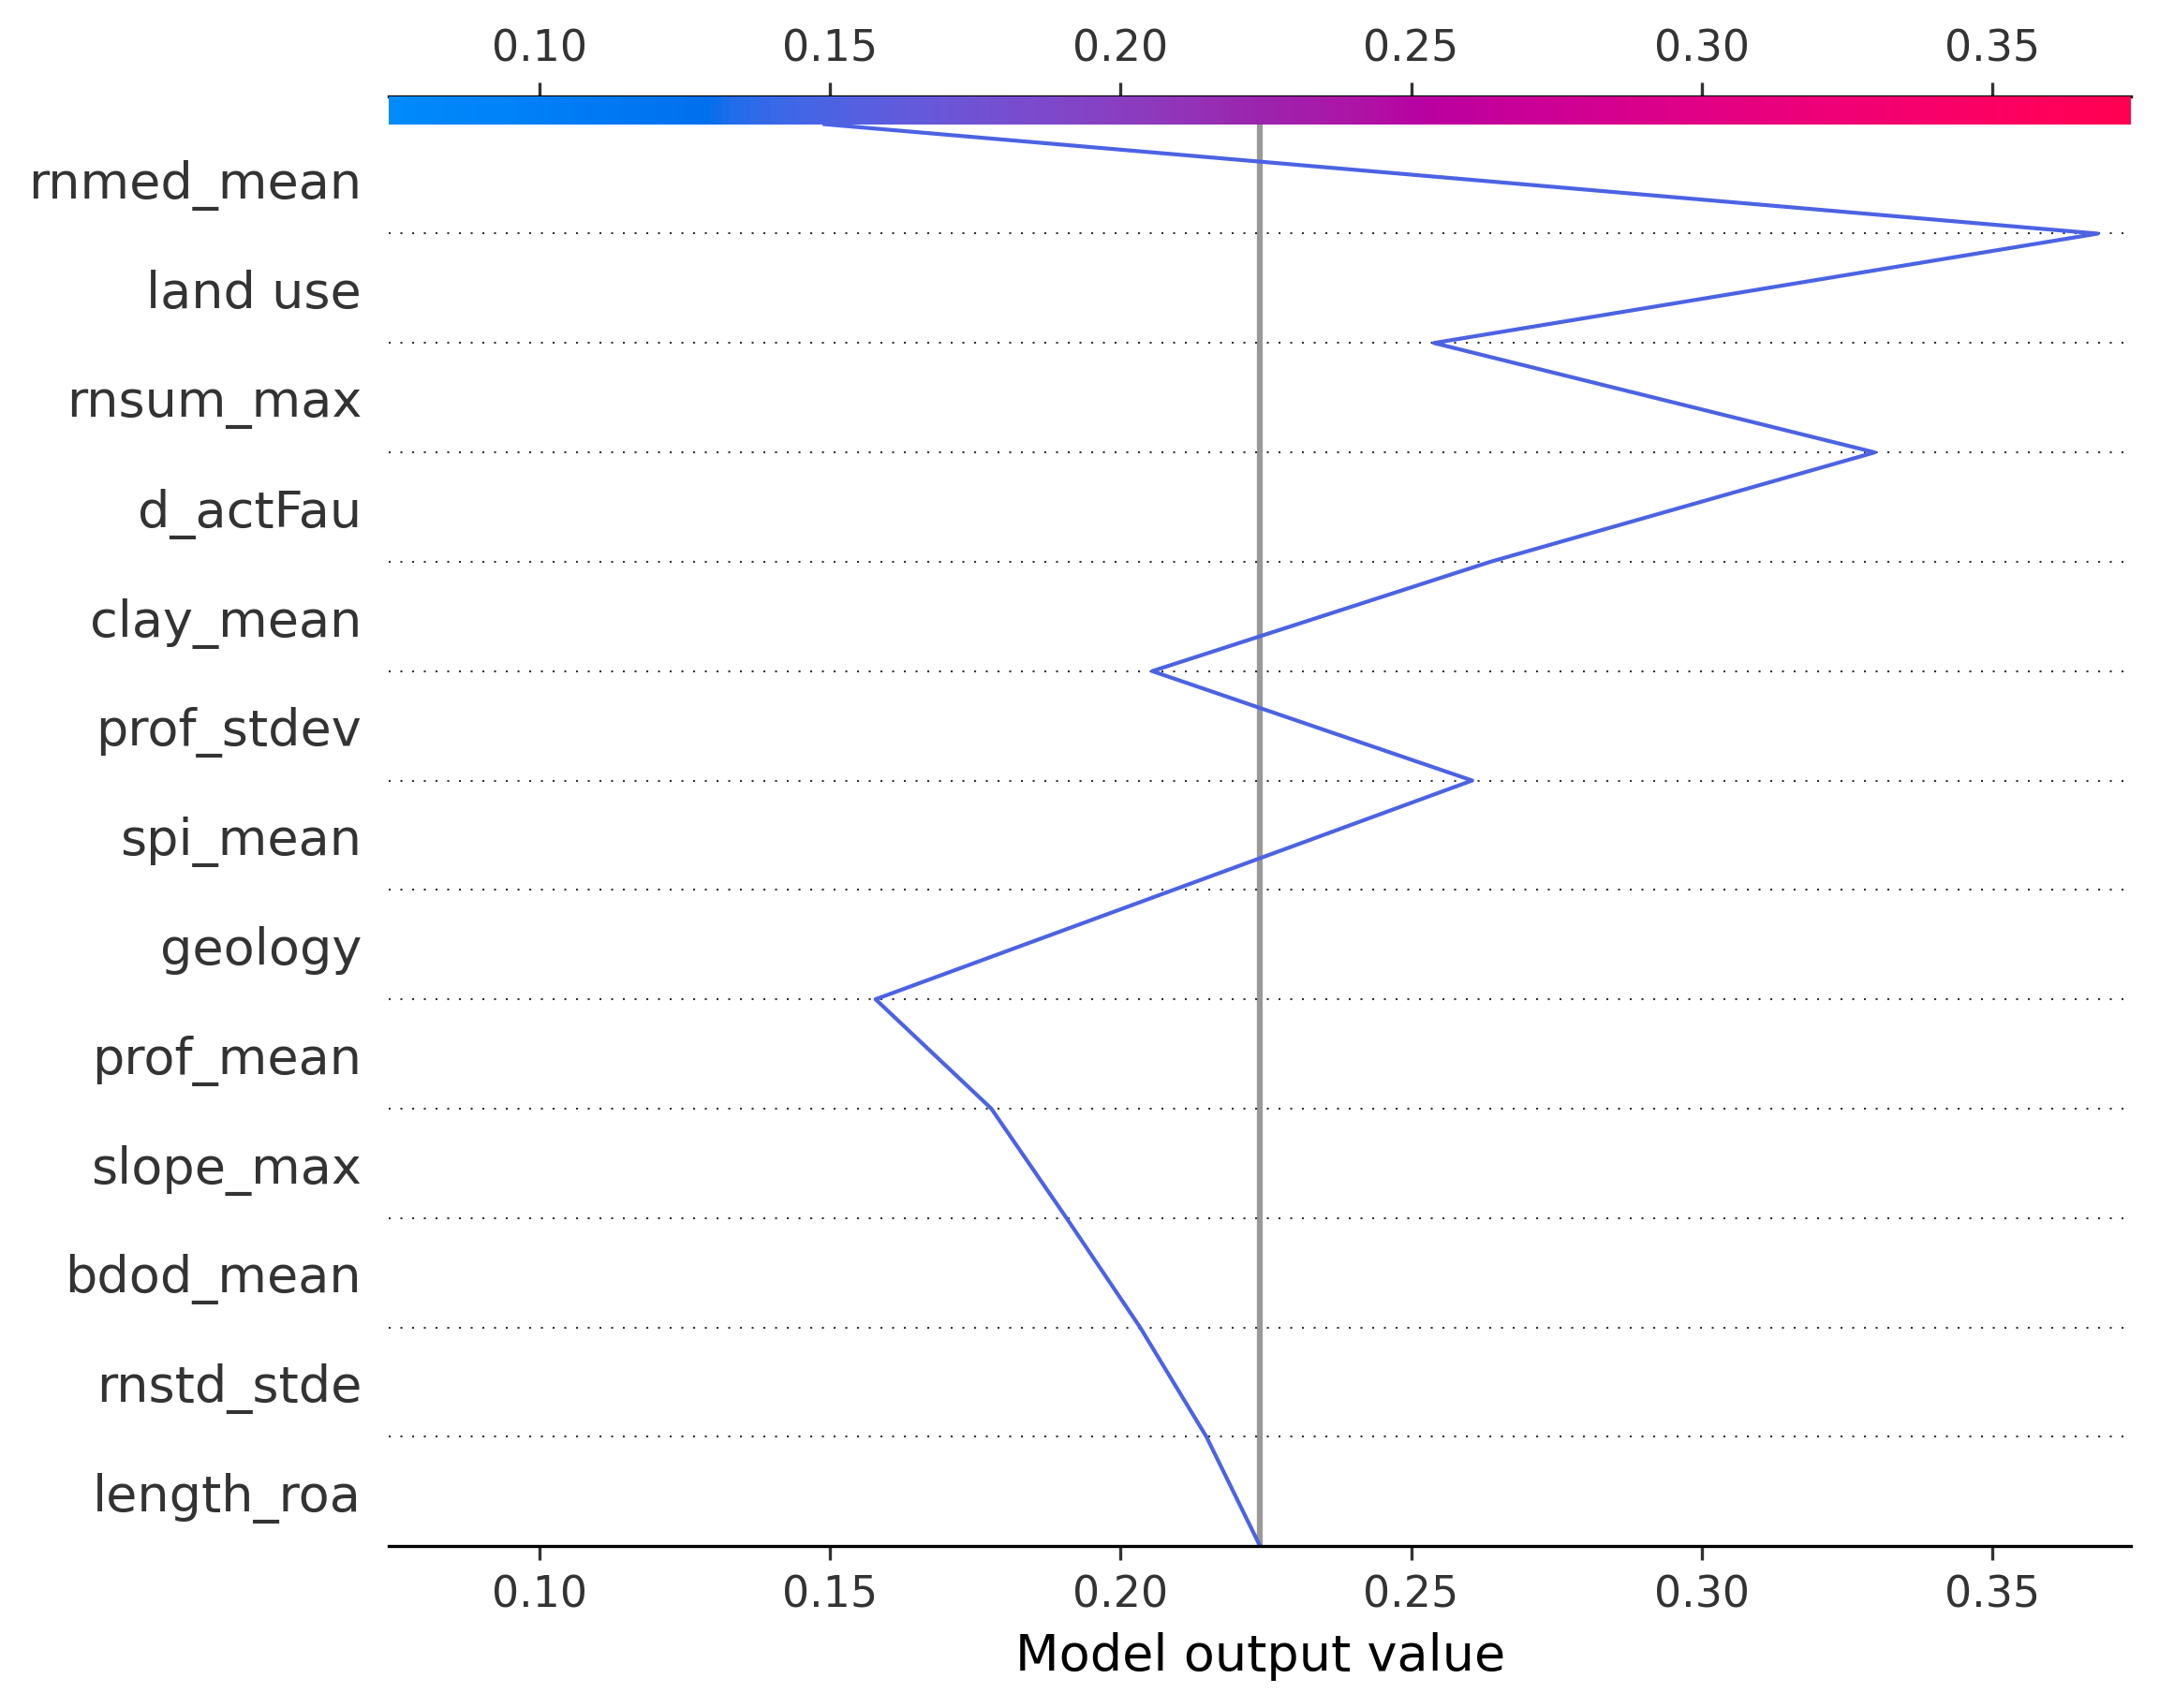 0.10 0.15 0.20 0.25 0.30 0.35
rnmed_mean
land use
rnsum_max
d_actFau
clay_mean
prof_stdev
spi_mean
geology
prof_mean
slope_max
bdod_mean
rnstd_stde
length_roa
0.10 0.15 0.20 0.25 0.30 0.35
Model output value